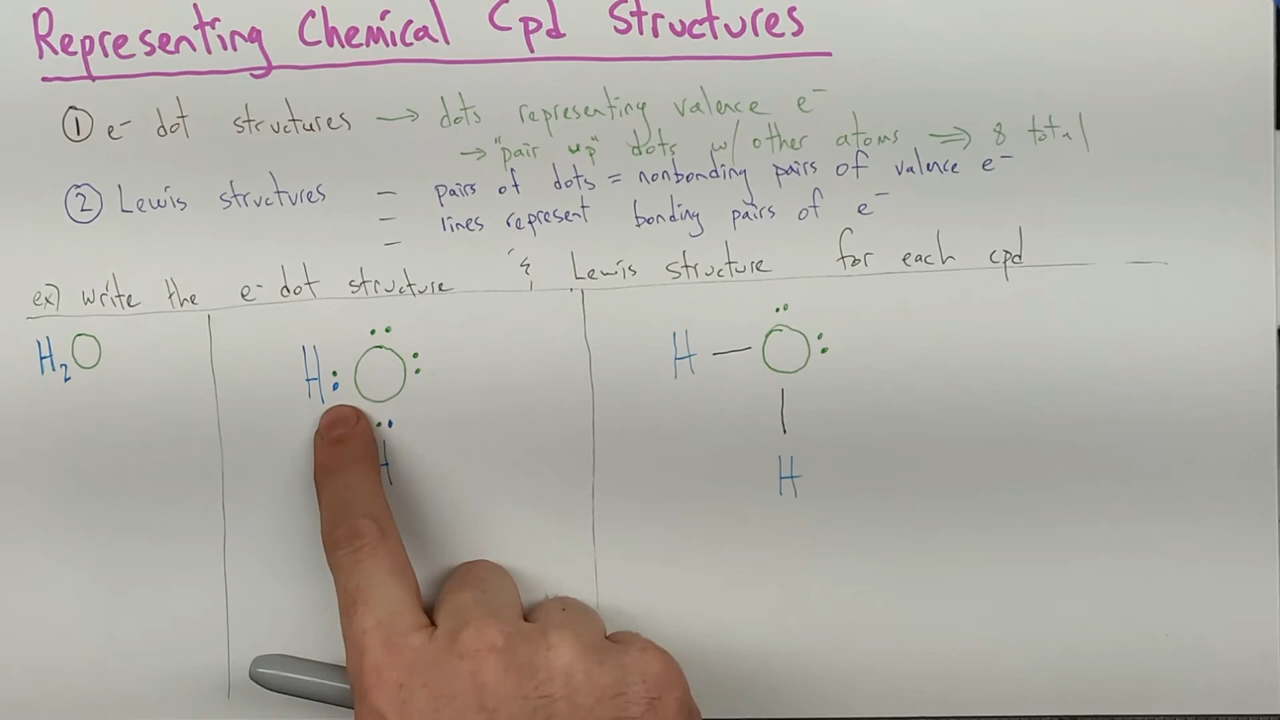 Representing Chemical Cpd Structures
① e⁻ dot structures → dots representing valence e⁻
→ "pair up" dots w/ other atoms ⇒ 8 total
② Lewis structures - pairs of dots = nonbonding pairs of valence e⁻
- lines represent bonding pairs of e⁻
-
ex) write the e⁻ dot structure & Lewis structure for each cpd
H₂O
H : O
H
H — O
H